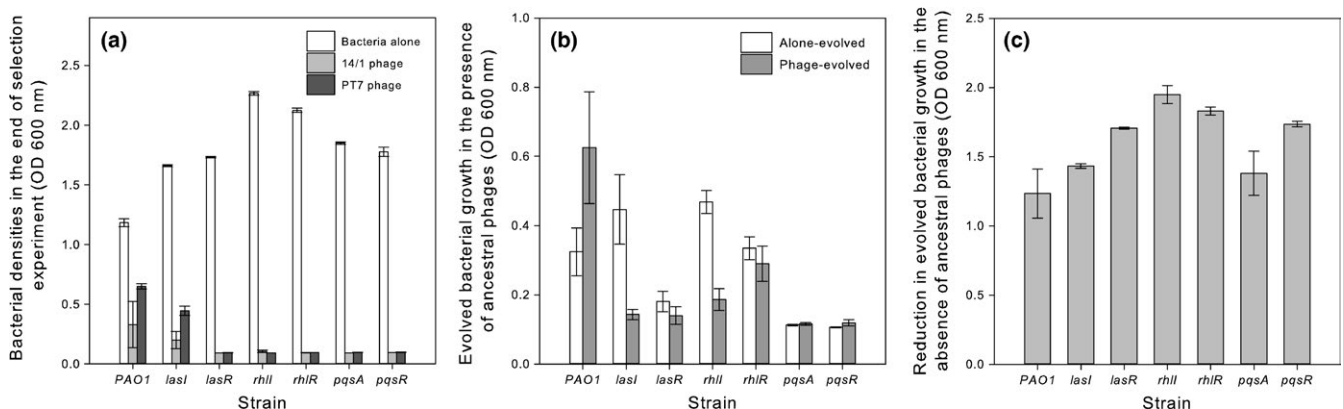 (a)
Bacteria alone
14/1 phage
PT7 phage
Bacterial densities in the end of selection
experiment (OD 600 nm)
2.5
2.0
1.5
1.0
0.5
0.0
PAO1 lasI lasR rhlI rhlR pqsA pqsR
Strain
(b)
Alone-evolved
Phage-evolved
Evolved bacterial growth in the presence
of ancestral phages (OD 600 nm)
1.0
0.8
0.6
0.4
0.2
0.0
PAO1 lasI lasR rhlI rhlR pqsA pqsR
Strain
(c)
Reduction in evolved bacterial growth in the
absence of ancestral phages (OD 600 nm)
2.5
2.0
1.5
1.0
0.5
0.0
PAO1 lasI lasR rhlI rhlR pqsA pqsR
Strain